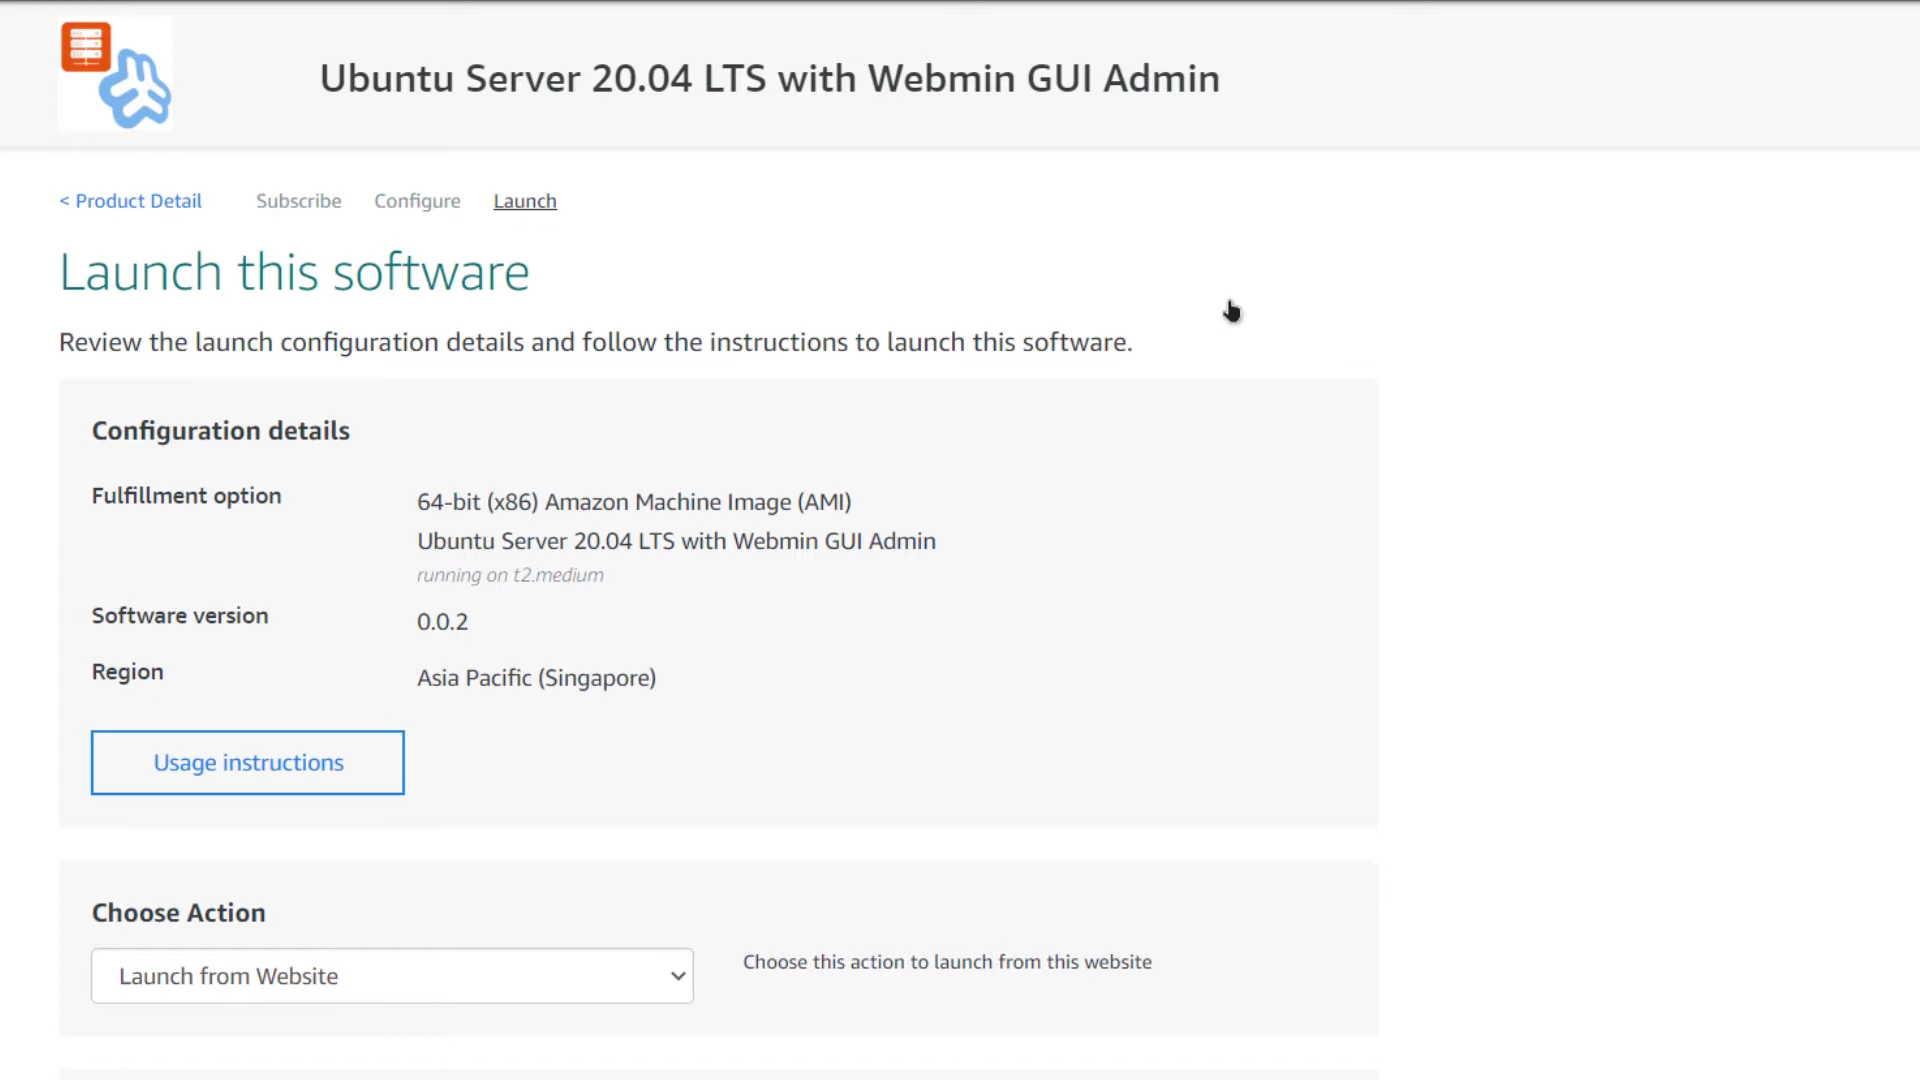 Ubuntu Server 20.04 LTS with Webmin GUI Admin
< Product Detail Subscribe Configure Launch
Launch this software
Review the launch configuration details and follow the instructions to launch this software.
Configuration details
Fulfillment option
64-bit (x86) Amazon Machine Image (AMI)
Ubuntu Server 20.04 LTS with Webmin GUI Admin
running on t2.medium
Software version
0.0.2
Region
Asia Pacific (Singapore)
Usage instructions
Choose Action
Launch from Website
Choose this action to launch from this website